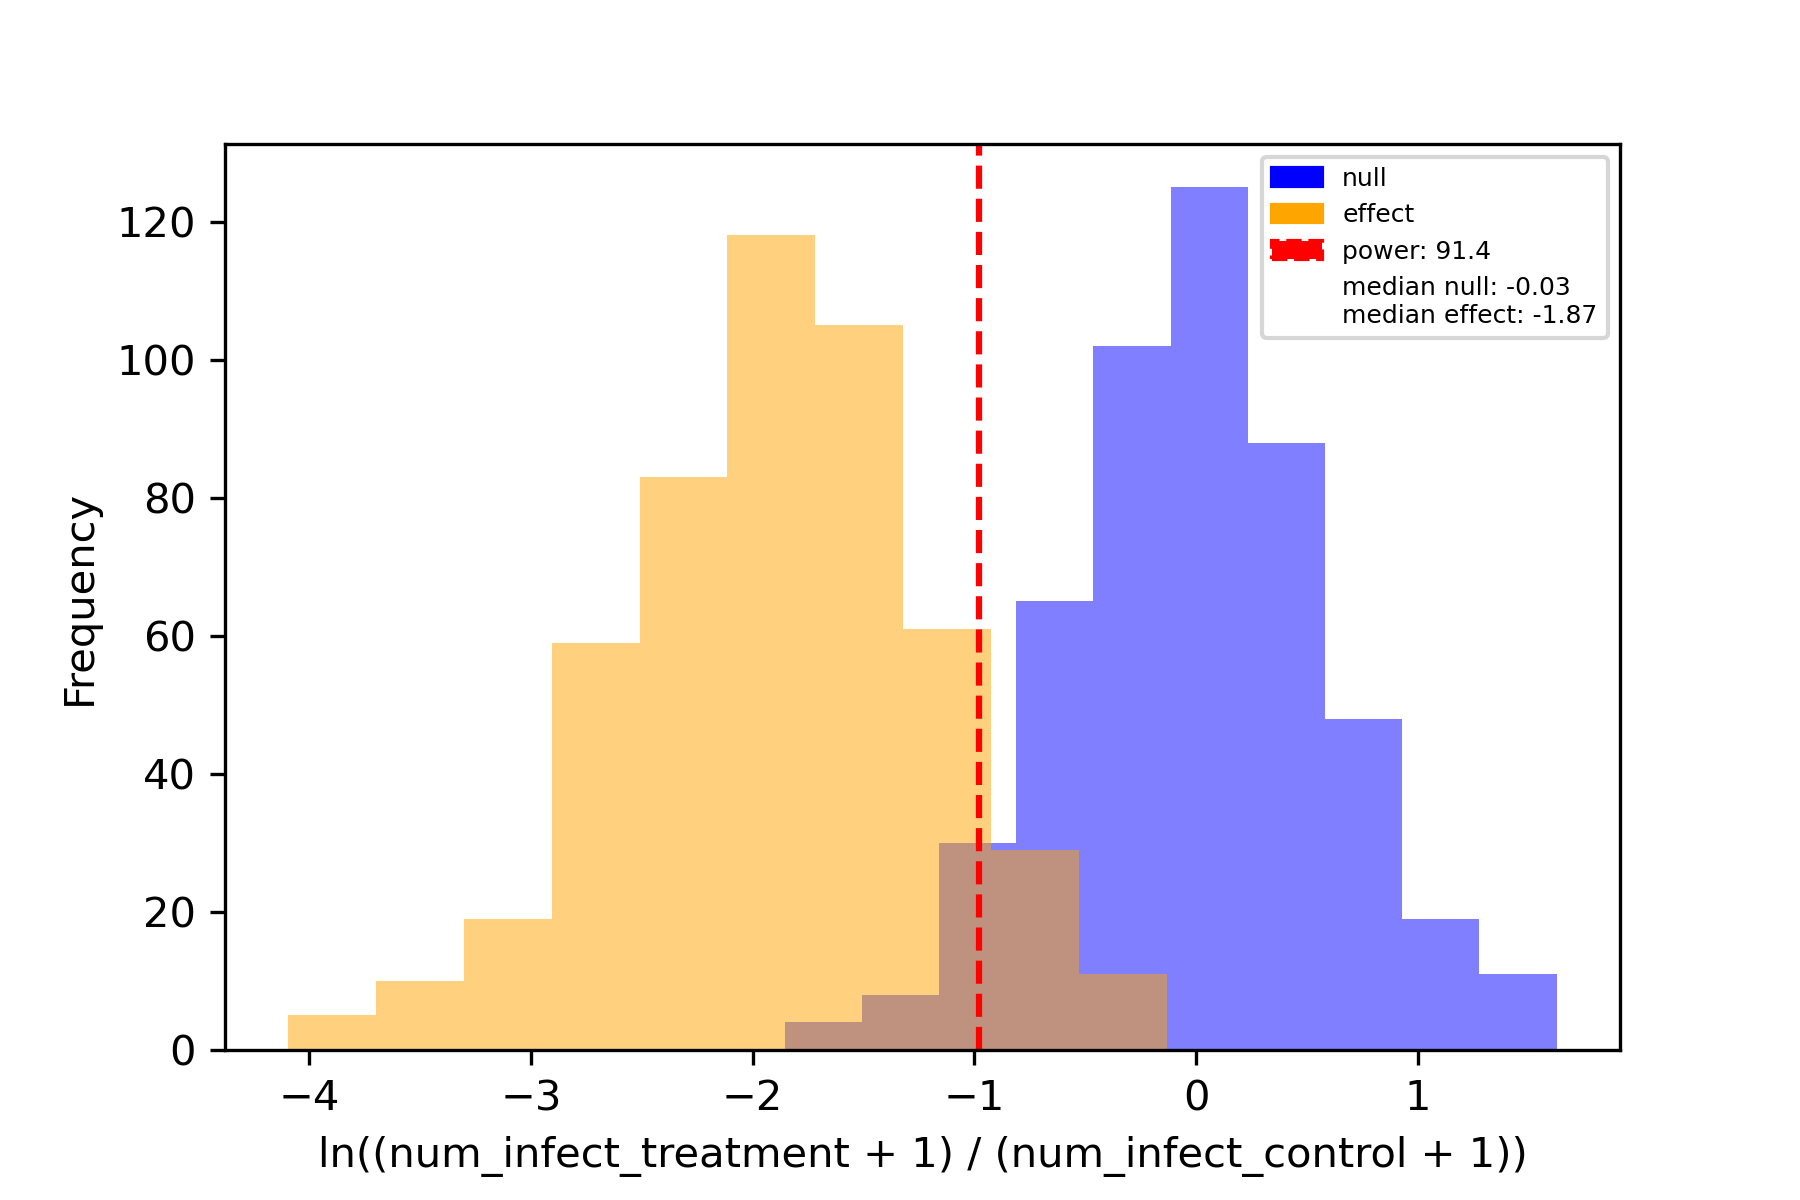 null
effect
power: 91.4
median null: -0.03
median effect: -1.87
120
100
80
60
40
20
0
Frequency
−4
−3
−2
−1
0
1
ln((num_infect_treatment + 1) / (num_infect_control + 1))